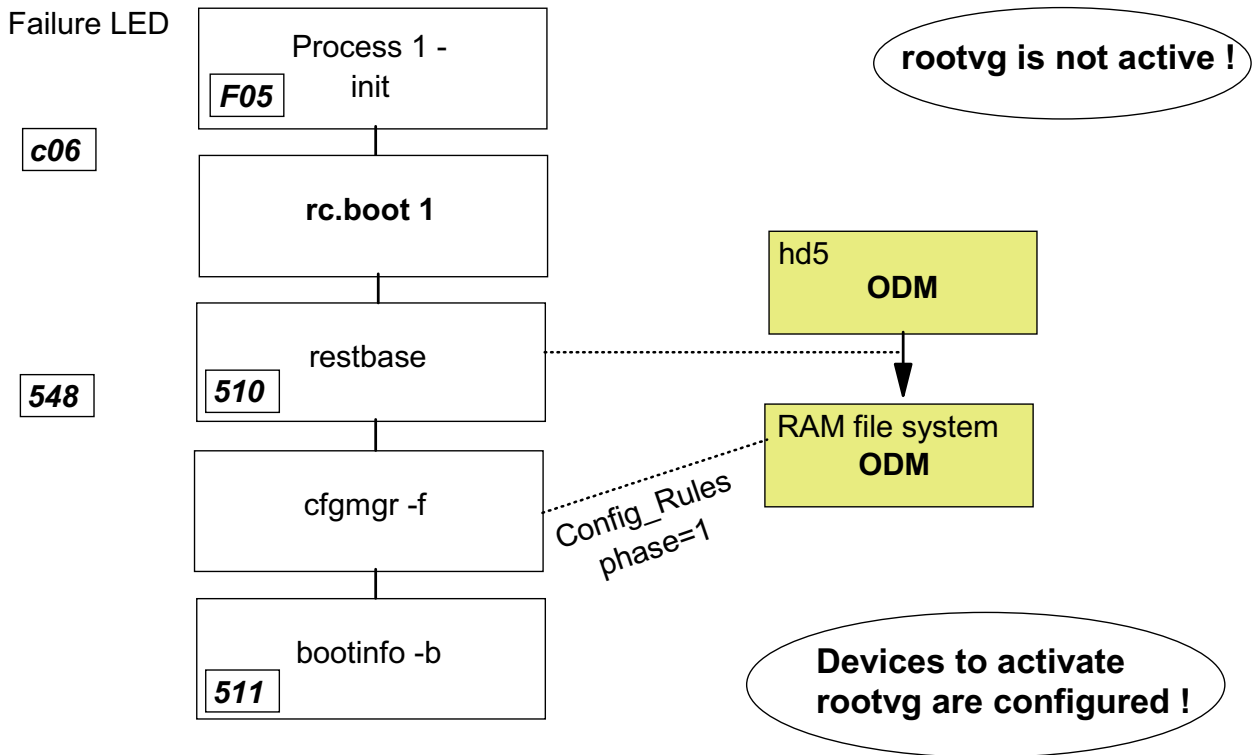 Failure LED
Process 1 -
init
F05
rootvg is not active !
c06
rc.boot 1
hd5
ODM
restbase
510
548
RAM file system
ODM
cfgmgr -f
Config_Rules
phase=1
bootinfo -b
511
Devices to activate
rootvg are configured !